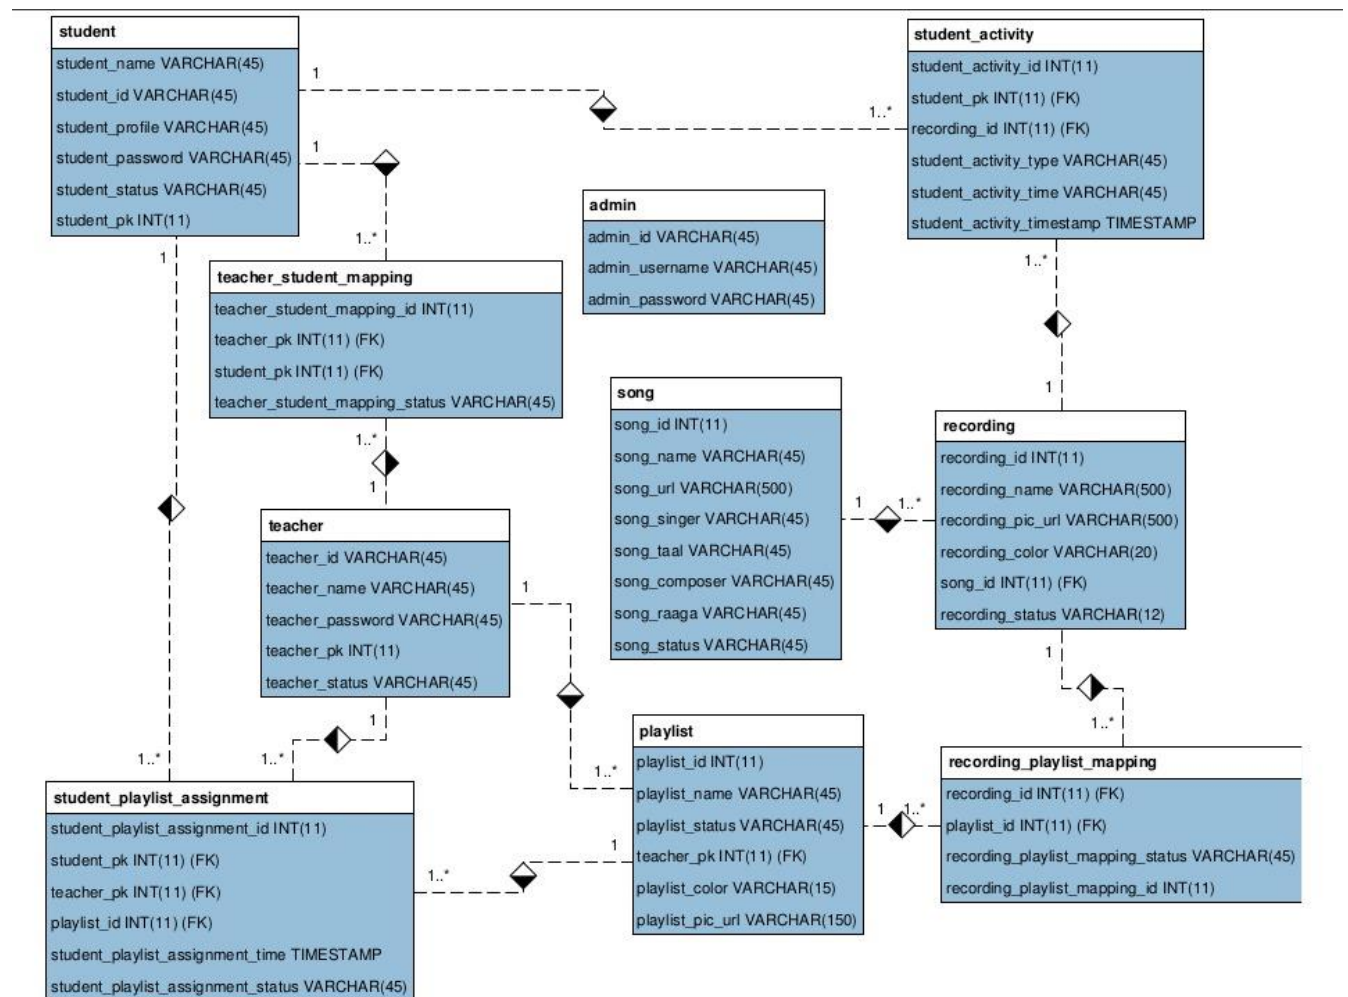 student
student_name VARCHAR(45)
student_id VARCHAR(45)
student_profile VARCHAR(45)
student_password VARCHAR(45)
student_status VARCHAR(45)
student_pk INT(11)
1
1..*
student_activity
student_activity_id INT(11)
student_pk INT(11) (FK)
recording_id INT(11) (FK)
student_activity_type VARCHAR(45)
student_activity_time VARCHAR(45)
student_activity_timestamp TIMESTAMP
1
1..*
1
admin
admin_id VARCHAR(45)
admin_username VARCHAR(45)
admin_password VARCHAR(45)
1..*
1
teacher_student_mapping
teacher_student_mapping_id INT(11)
teacher_pk INT(11) (FK)
student_pk INT(11) (FK)
teacher_student_mapping_status VARCHAR(45)
1..*
1
song
song_id INT(11)
song_name VARCHAR(45)
song_url VARCHAR(500)
song_singer VARCHAR(45)
song_taal VARCHAR(45)
song_composer VARCHAR(45)
song_raaga VARCHAR(45)
song_status VARCHAR(45)
1
1..*
recording
recording_id INT(11)
recording_name VARCHAR(500)
recording_pic_url VARCHAR(500)
recording_color VARCHAR(20)
song_id INT(11) (FK)
recording_status VARCHAR(12)
1
1..*
teacher
teacher_id VARCHAR(45)
teacher_name VARCHAR(45)
teacher_password VARCHAR(45)
teacher_pk INT(11)
teacher_status VARCHAR(45)
1
1..*
1
1..*
1..*
student_playlist_assignment
student_playlist_assignment_id INT(11)
student_pk INT(11) (FK)
teacher_pk INT(11) (FK)
playlist_id INT(11) (FK)
student_playlist_assignment_time TIMESTAMP
student_playlist_assignment_status VARCHAR(45)
1..*
1
playlist
playlist_id INT(11)
playlist_name VARCHAR(45)
playlist_status VARCHAR(45)
teacher_pk INT(11) (FK)
playlist_color VARCHAR(15)
playlist_pic_url VARCHAR(150)
1
1..*
recording_playlist_mapping
recording_id INT(11) (FK)
playlist_id INT(11) (FK)
recording_playlist_mapping_status VARCHAR(45)
recording_playlist_mapping_id INT(11)